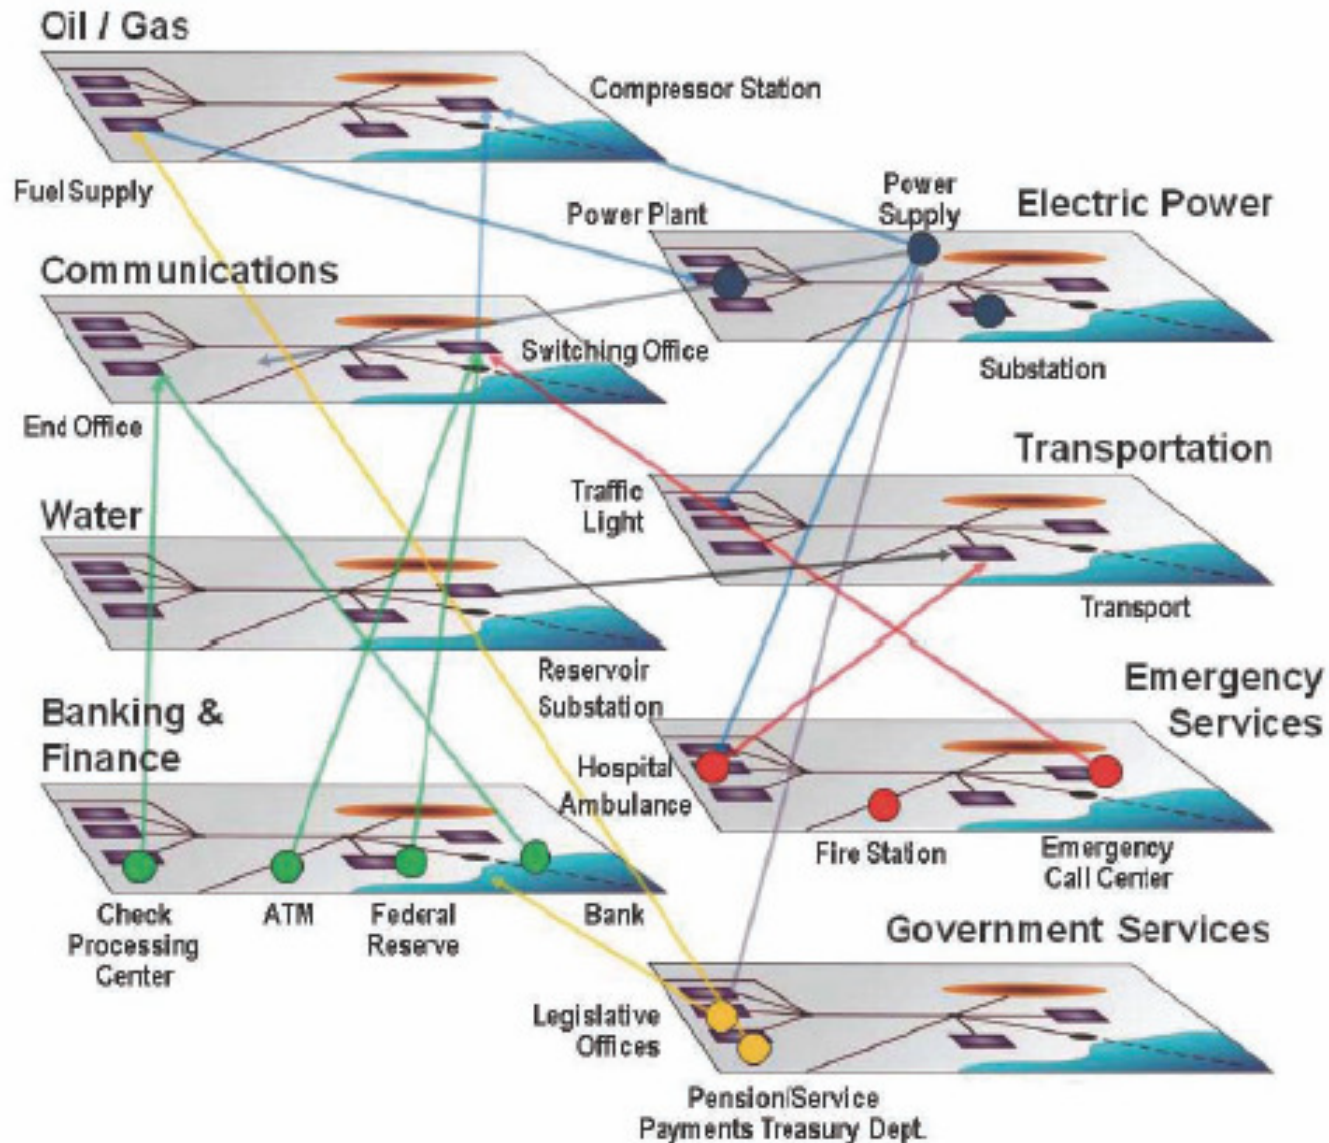 Oil / Gas
Compressor Station
Fuel Supply
Power Plant
Power
Supply
Electric Power
Substation
Communications
Switching Office
End Office
Transportation
Traffic
Light
Transport
Water
Reservoir
Substation
Emergency
Services
Hospital
Ambulance
Fire Station
Emergency
Call Center
Banking &
Finance
Check
Processing
Center
ATM
Federal
Reserve
Bank
Government Services
Legislative
Offices
Pension/Service
Payments Treasury Dept.